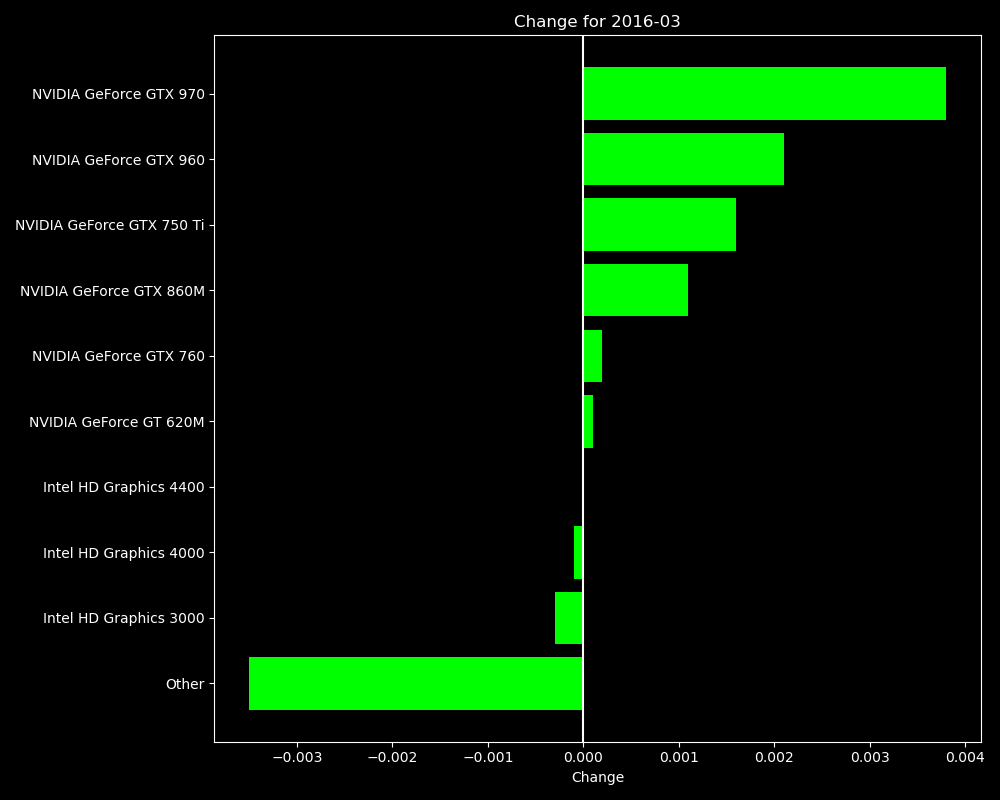 Change for 2016-03
NVIDIA GeForce GTX 970
NVIDIA GeForce GTX 960
NVIDIA GeForce GTX 750 Ti
NVIDIA GeForce GTX 860M
NVIDIA GeForce GTX 760
NVIDIA GeForce GT 620M
Intel HD Graphics 4400
Intel HD Graphics 4000
Intel HD Graphics 3000
Other
−0.003 −0.002 −0.001 0.000 0.001 0.002 0.003 0.004
Change